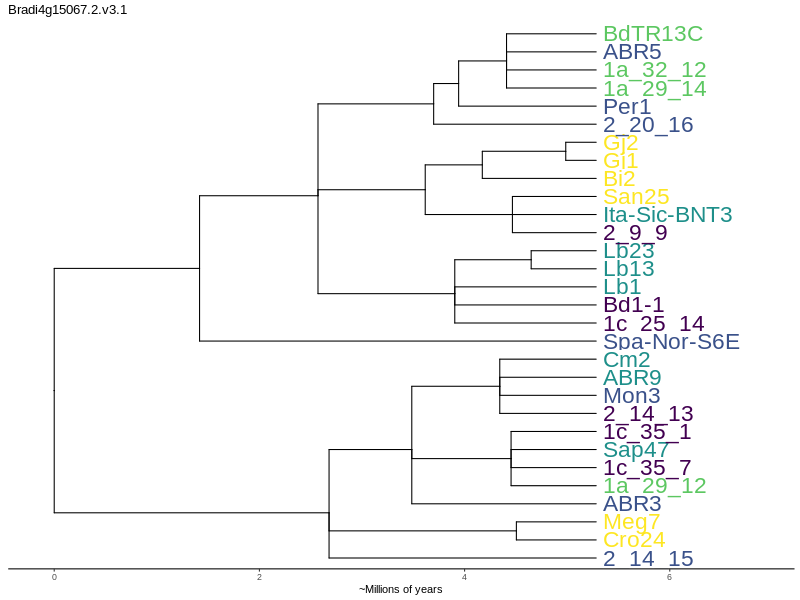 Bradi4g15067.2.v3.1
BdTR13C
ABR5
1a_32_12
1a_29_14
Per1
2_20_16
Gj2
Gj1
Bi2
San25
Ita-Sic-BNT3
2_9_9
Lb23
Lb13
Lb1
Bd1-1
1c_25_14
Spa-Nor-S6E
Cm2
ABR9
Mon3
2_14_13
1c_35_1
Sap47
1c_35_7
1a_29_12
ABR3
Meg7
Cro24
2_14_15
0 2 4 6
~Millions of years